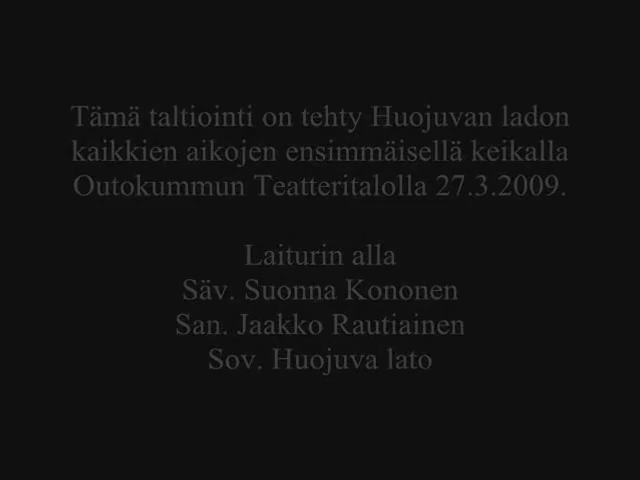 Tämä taltiointi on tehty Huojuvan ladon
kaikkien aikojen ensimmäisellä keikalla
Outokummun Teatteritalolla 27.3.2009.
Laiturin alla
Säv. Suonna Kononen
San. Jaakko Rautiainen
Sov. Huojuva lato